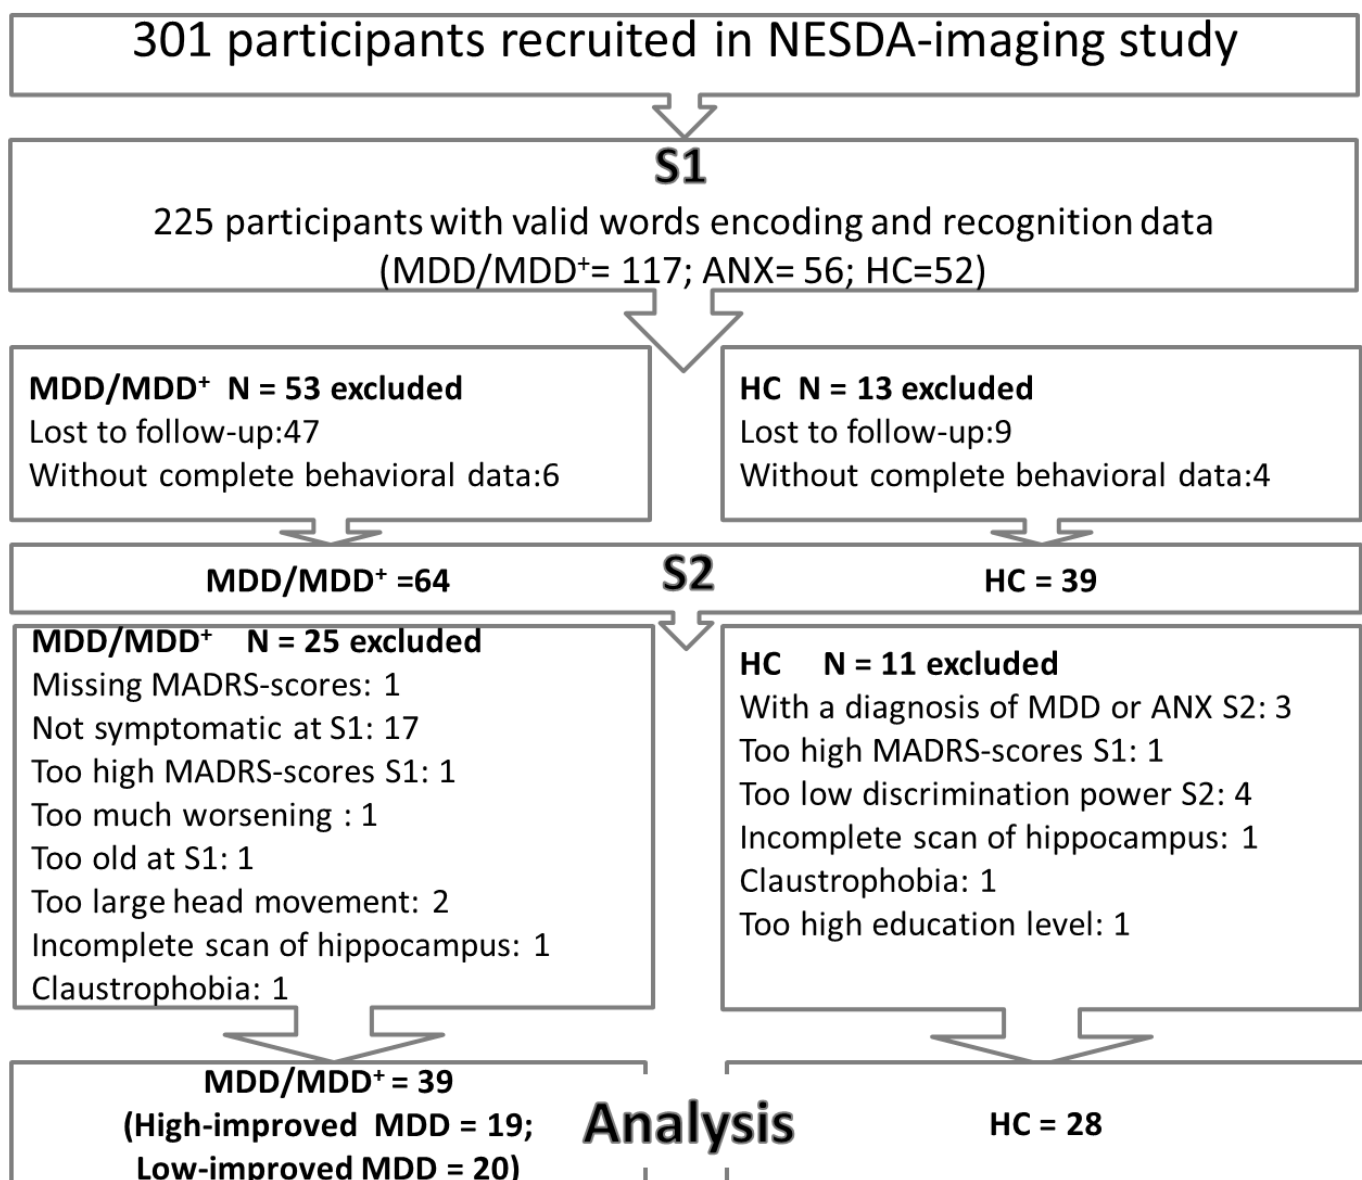 301 participants recruited in NESDA-imaging study
S1
225 participants with valid words encoding and recognition data
(MDD/MDD⁺= 117; ANX= 56; HC=52)
MDD/MDD⁺ N = 53 excluded
Lost to follow-up:47
Without complete behavioral data:6
HC N = 13 excluded
Lost to follow-up:9
Without complete behavioral data:4
MDD/MDD⁺ =64
S2
HC = 39
MDD/MDD⁺ N = 25 excluded
Missing MADRS-scores: 1
Not symptomatic at S1: 17
Too high MADRS-scores S1: 1
Too much worsening : 1
Too old at S1: 1
Too large head movement: 2
Incomplete scan of hippocampus: 1
Claustrophobia: 1
HC N = 11 excluded
With a diagnosis of MDD or ANX S2: 3
Too high MADRS-scores S1: 1
Too low discrimination power S2: 4
Incomplete scan of hippocampus: 1
Claustrophobia: 1
Too high education level: 1
MDD/MDD⁺ = 39
(High-improved MDD = 19;
Low-improved MDD = 20)
Analysis
HC = 28